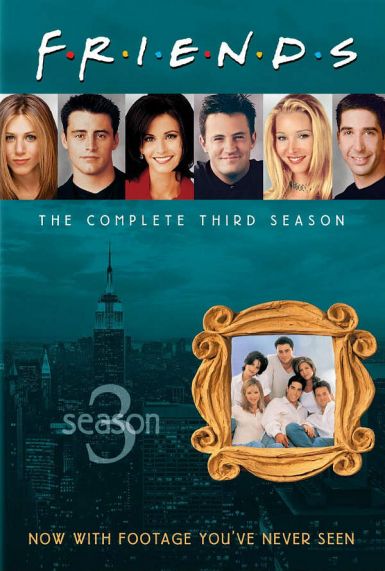 F·R·I·E·N·D·S
THE COMPLETE THIRD SEASON
season
3
NOW WITH FOOTAGE YOU'VE NEVER SEEN